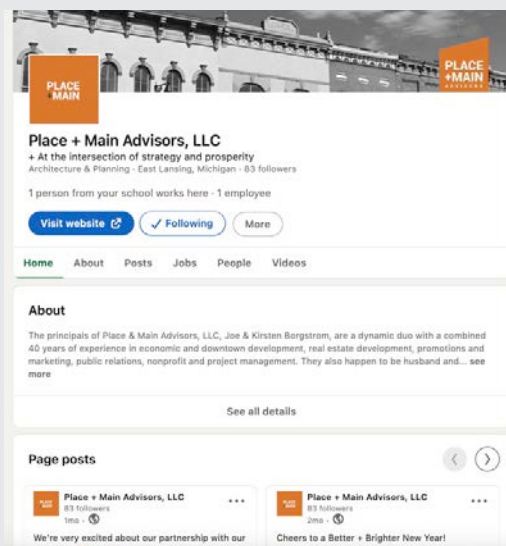 PLACE
+MAIN
ADVISORS
PLACE
+MAIN
Place + Main Advisors, LLC
+ At the intersection of strategy and prosperity
Architecture & Planning · East Lansing, Michigan · 83 followers
1 person from your school works here · 1 employee
Visit website
Following
More
Home About Posts Jobs People Videos
About
The principals of Place & Main Advisors, LLC, Joe & Kirsten Borgstrom, are a dynamic duo with a combined
40 years of experience in economic and downtown development, real estate development, promotions and
marketing, public relations, nonprofit and project management. They also happen to be husband and... see
more
See all details
Page posts
Place + Main Advisors, LLC
83 followers
1mo ·
We're very excited about our partnership with our
Place + Main Advisors, LLC
83 followers
2mo ·
Cheers to a Better + Brighter New Year!